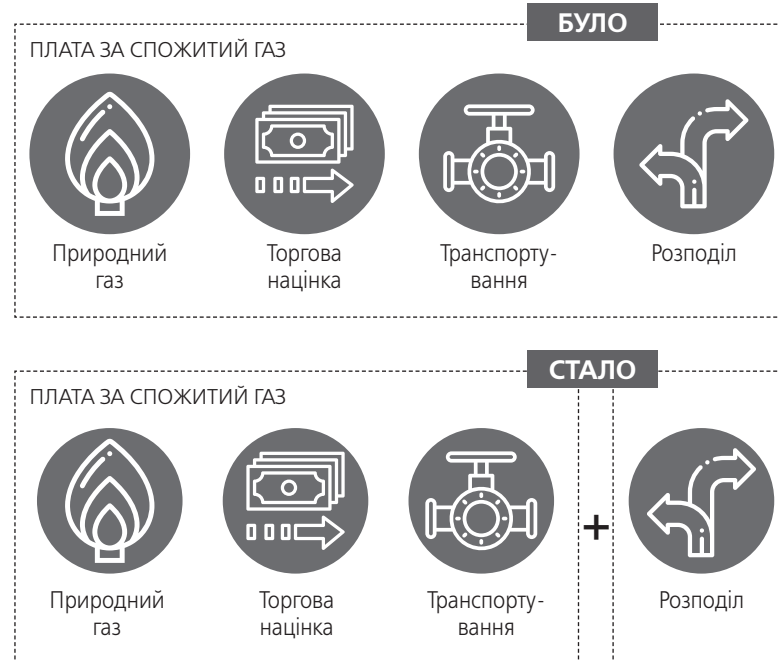 БУЛО
ПЛАТА ЗА СПОЖИТИЙ ГАЗ
Природний
газ
Торгова
націнка
Транспорту-
вання
Розподіл
СТАЛО
ПЛАТА ЗА СПОЖИТИЙ ГАЗ
Природний
газ
Торгова
націнка
Транспорту-
вання
+
Розподіл